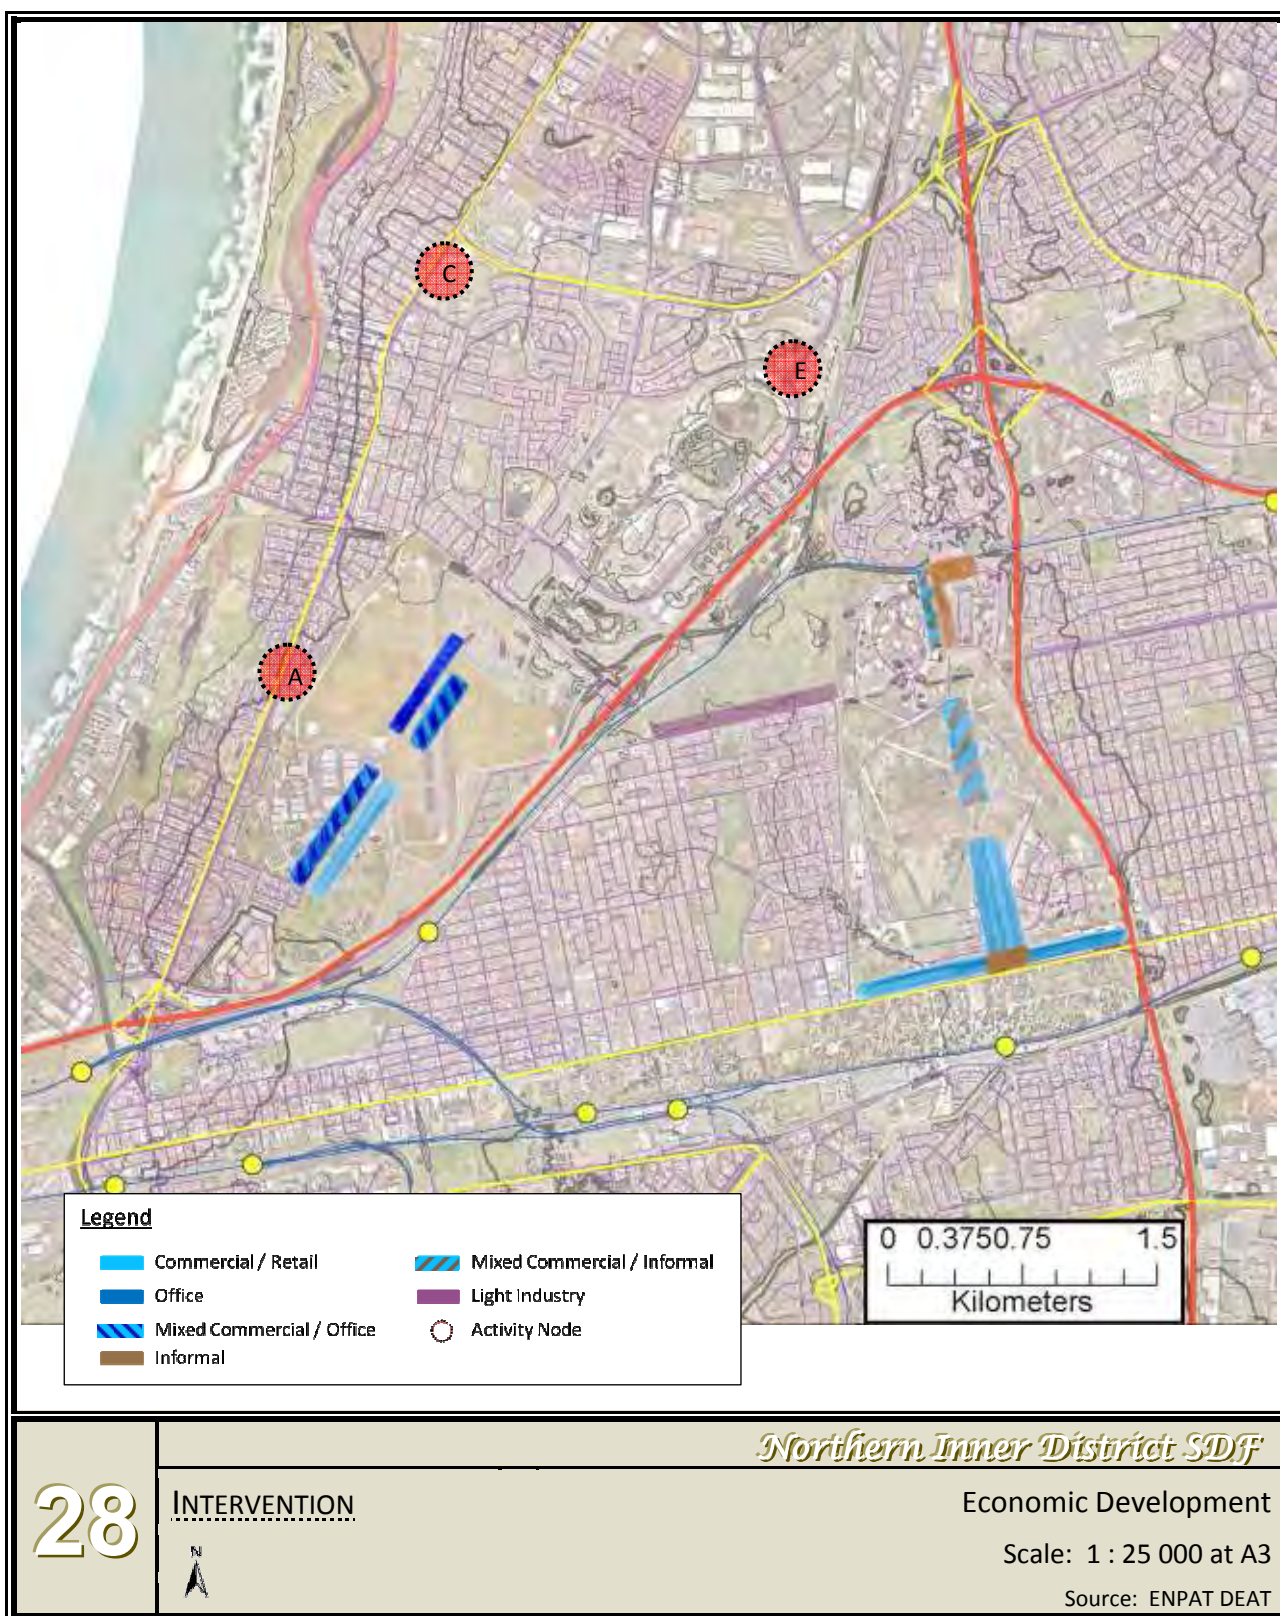 C
E
A
Legend
Commercial / Retail
Office
Mixed Commercial / Office
Informal
Mixed Commercial / Informal
Light Industry
Activity Node
0 0.3750.75 1.5
Kilometers
Northern Inner District SDF
28
INTERVENTION
N
Economic Development
Scale: 1 : 25 000 at A3
Source: ENPAT DEAT